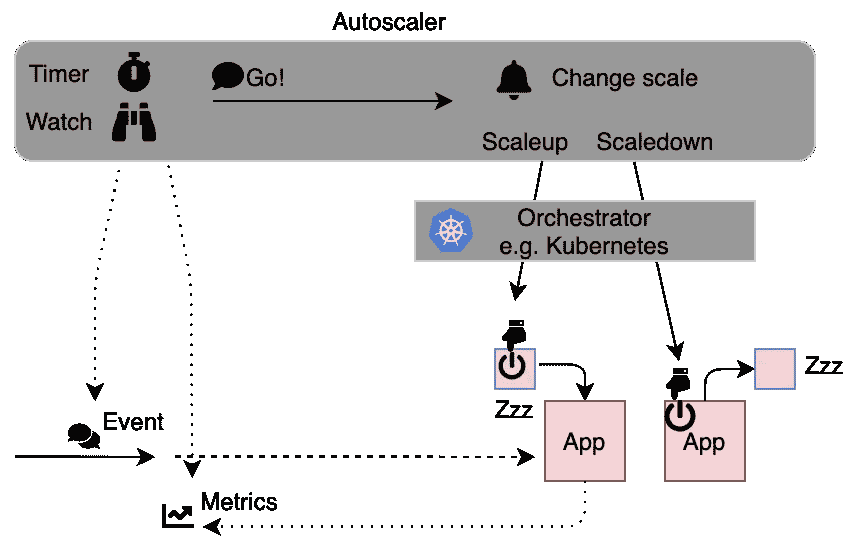 Autoscaler
Timer
Go!
Change scale
Watch
Scaleup
Scaledown
Orchestrator
e.g. Kubernetes
Zzz
Zzz
Event
App
App
Metrics